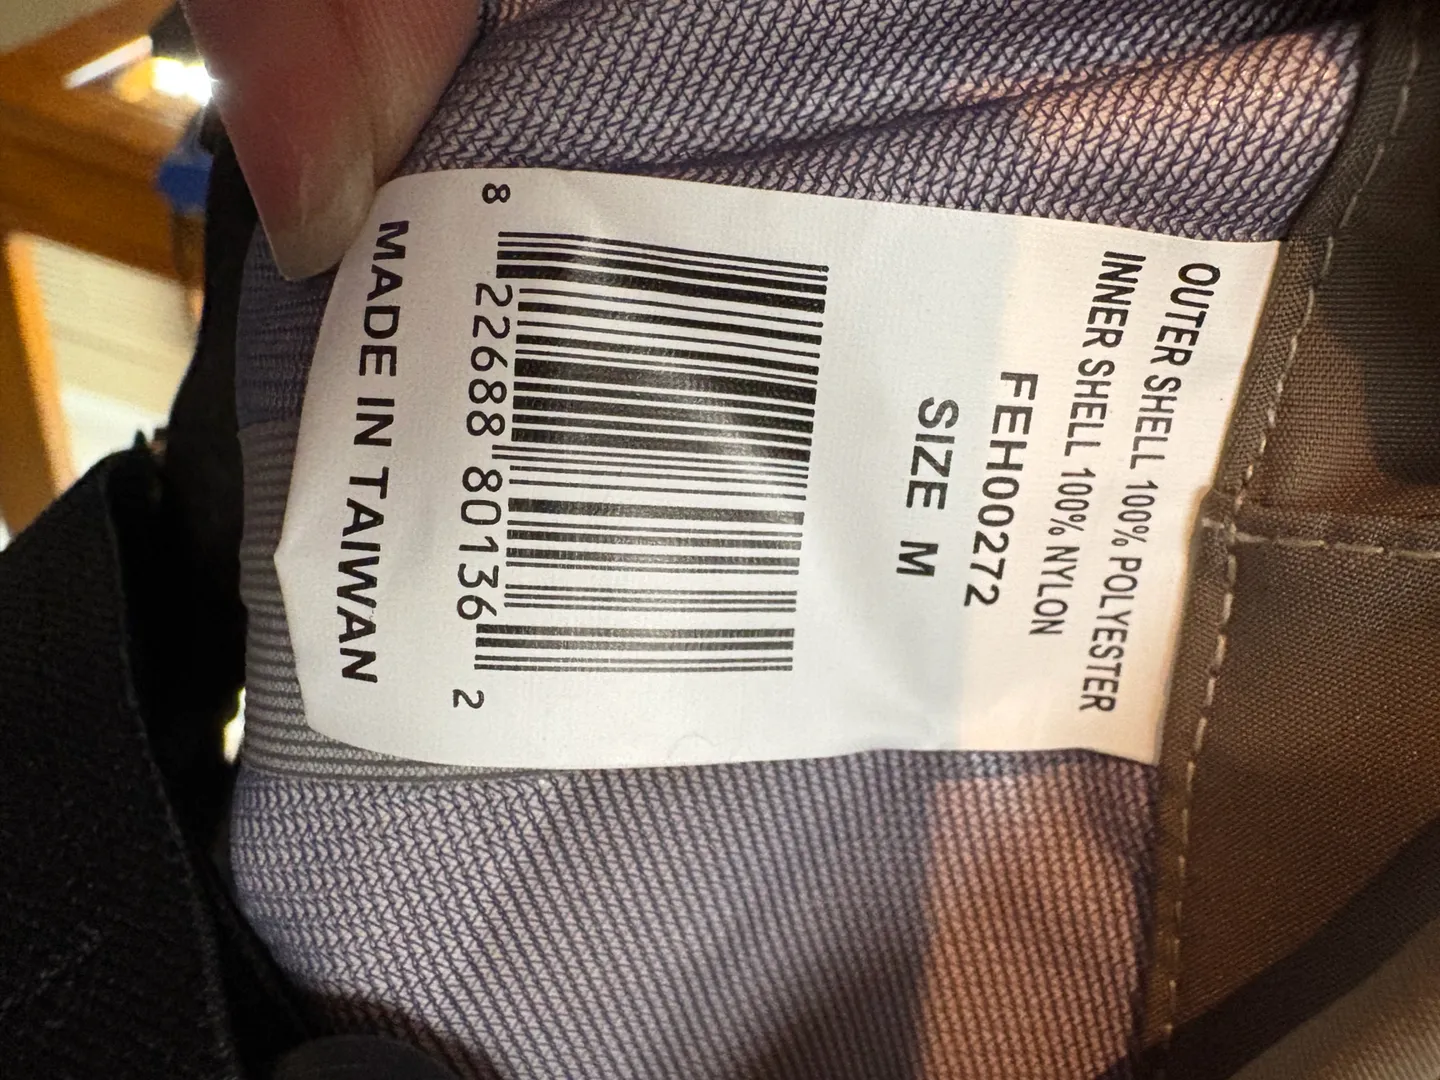 OUTER SHELL 100% POLYESTER
INNER SHELL 100% NYLON
FEH00272
SIZE M
8 22688 80136 2
MADE IN TAIWAN